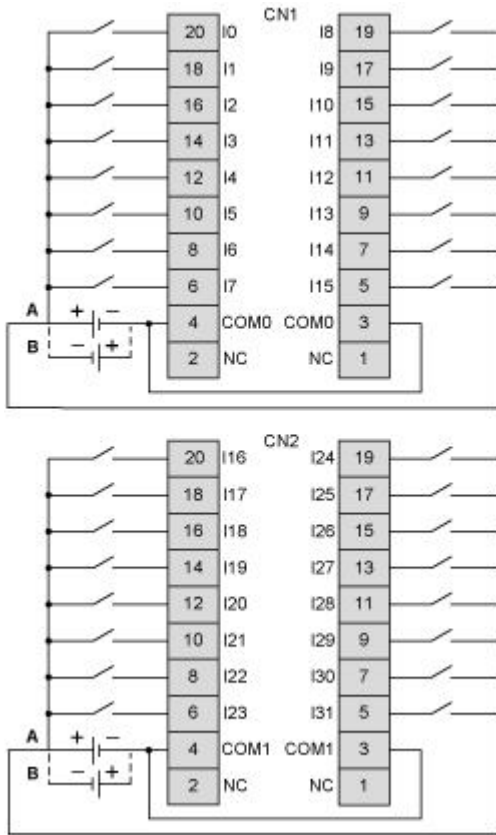 CN1
20 I0 I8 19
18 I1 I9 17
16 I2 I10 15
14 I3 I11 13
12 I4 I12 11
10 I5 I13 9
8 I6 I14 7
6 I7 I15 5
A + −
4 COM0 COM0 3
B − +
2 NC NC 1
CN2
20 I16 I24 19
18 I17 I25 17
16 I18 I26 15
14 I19 I27 13
12 I20 I28 11
10 I21 I29 9
8 I22 I30 7
6 I23 I31 5
A + −
4 COM1 COM1 3
B − +
2 NC NC 1